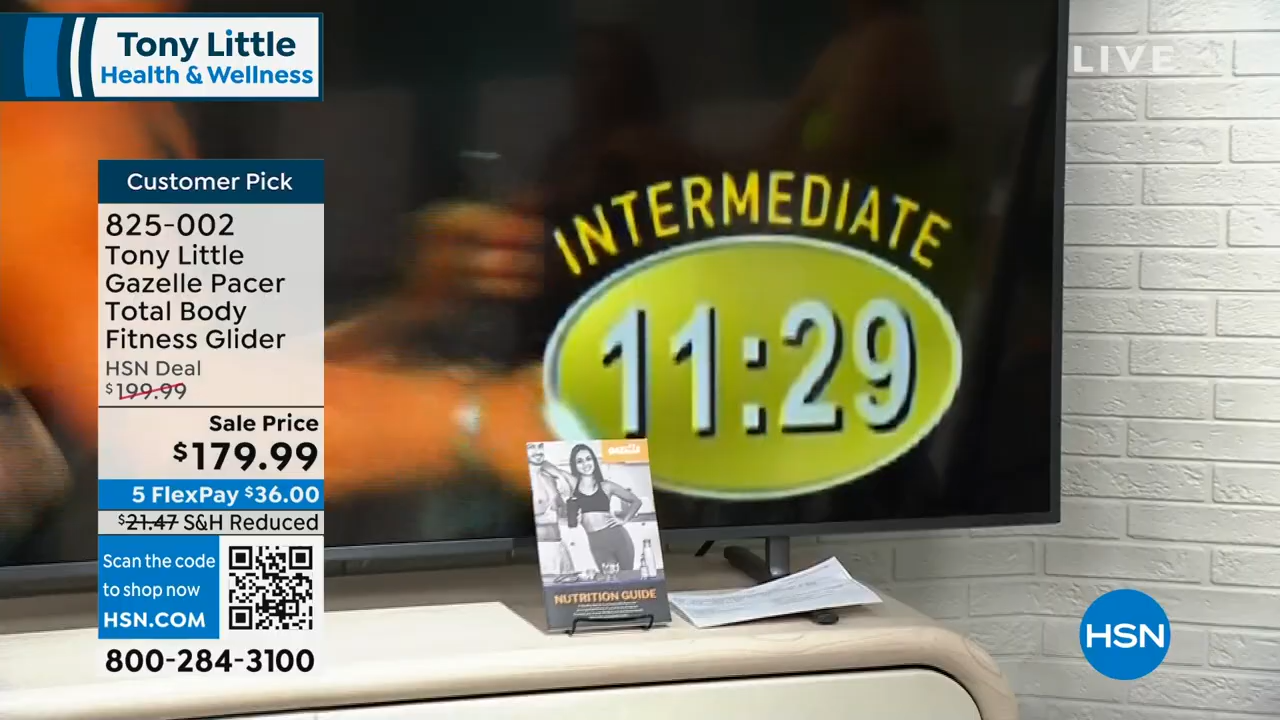 Tony Little
Health & Wellness
LIVE
Customer Pick
825-002
Tony Little
Gazelle Pacer
Total Body
Fitness Glider
HSN Deal
$199.99
Sale Price
$179.99
5 FlexPay $36.00
$21.47 S&H Reduced
Scan the code
to shop now
HSN.COM
800-284-3100
INTERMEDIATE
11:29
GAZELLE
NUTRITION GUIDE
HSN